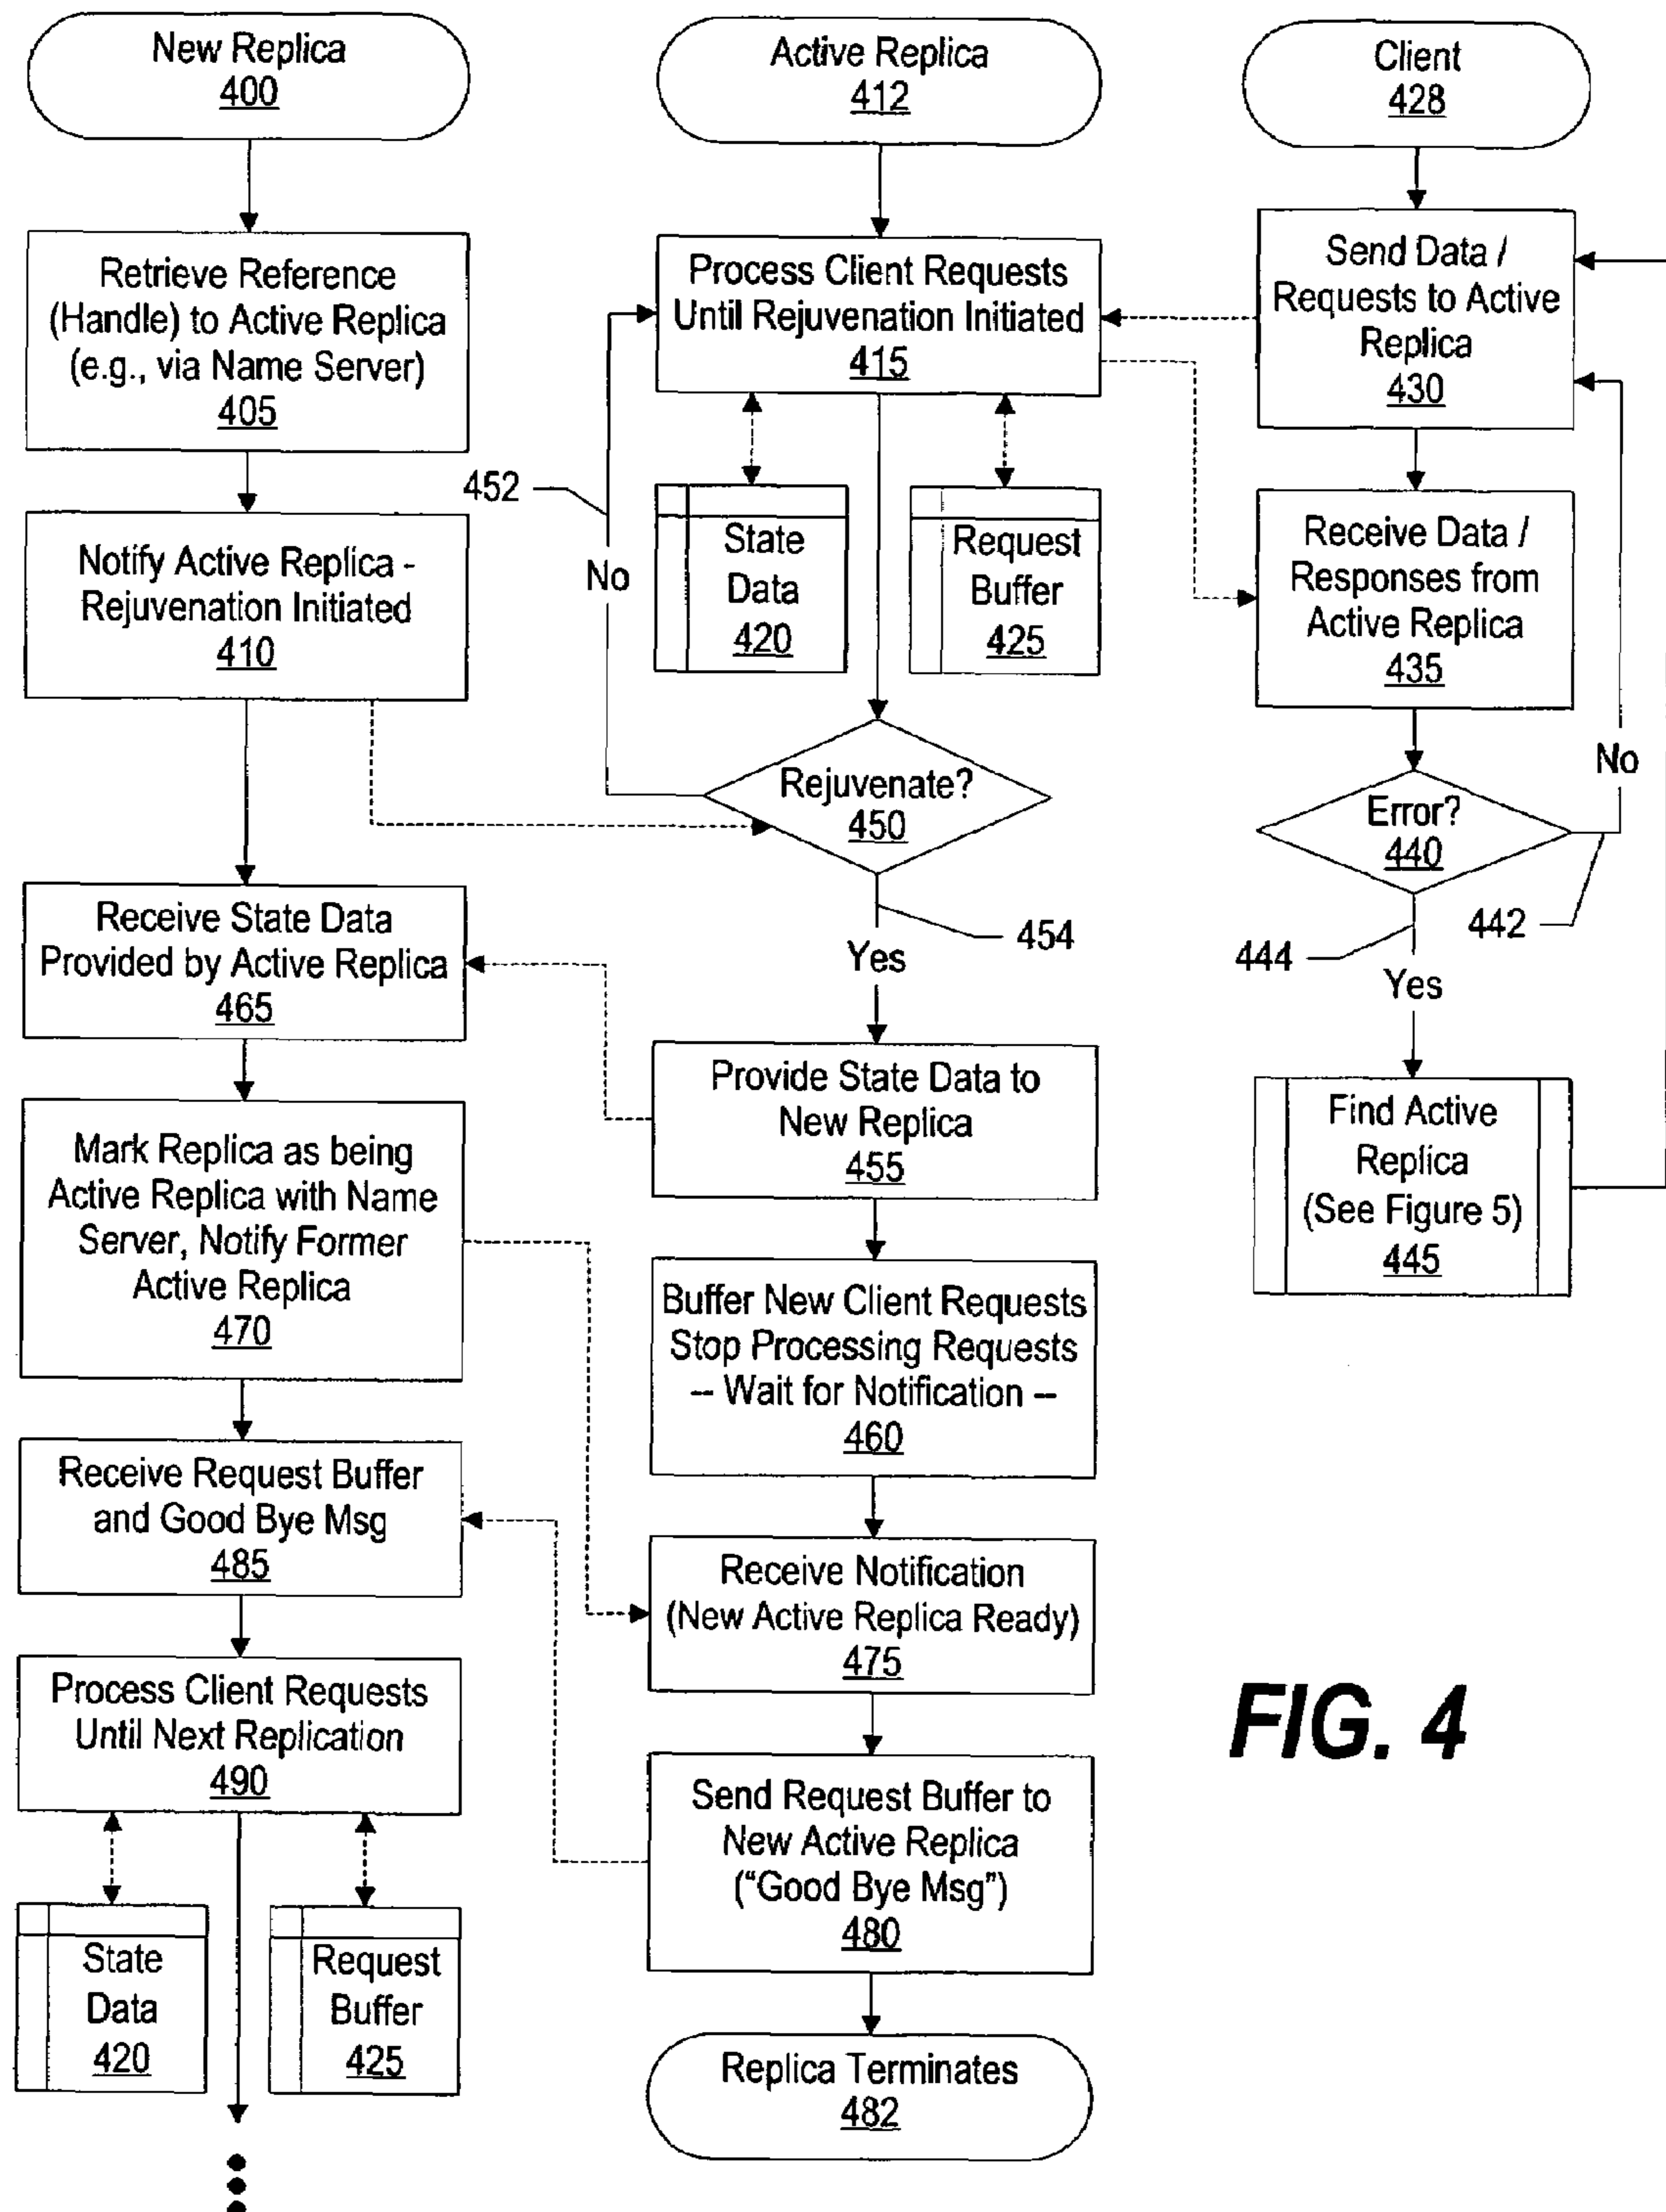 New Replica
400
Retrieve Reference
(Handle) to Active Replica
(e.g., via Name Server)
405
Notify Active Replica -
Rejuvenation Initiated
410
Receive State Data
Provided by Active Replica
465
Mark Replica as being
Active Replica with Name
Server, Notify Former
Active Replica
470
Receive Request Buffer
and Good Bye Msg
485
Process Client Requests
Until Next Replication
490
State
Data
420
Request
Buffer
425
Active Replica
412
Process Client Requests
Until Rejuvenation Initiated
415
452
No
State
Data
420
Request
Buffer
425
Rejuvenate?
450
454
Yes
Provide State Data to
New Replica
455
Buffer New Client Requests
Stop Processing Requests
-- Wait for Notification --
460
Receive Notification
(New Active Replica Ready)
475
Send Request Buffer to
New Active Replica
(“Good Bye Msg”)
480
Replica Terminates
482
Client
428
Send Data /
Requests to Active
Replica
430
Receive Data /
Responses from
Active Replica
435
No
Error?
440
442
444
Yes
Find Active
Replica
(See Figure 5)
445
FIG. 4